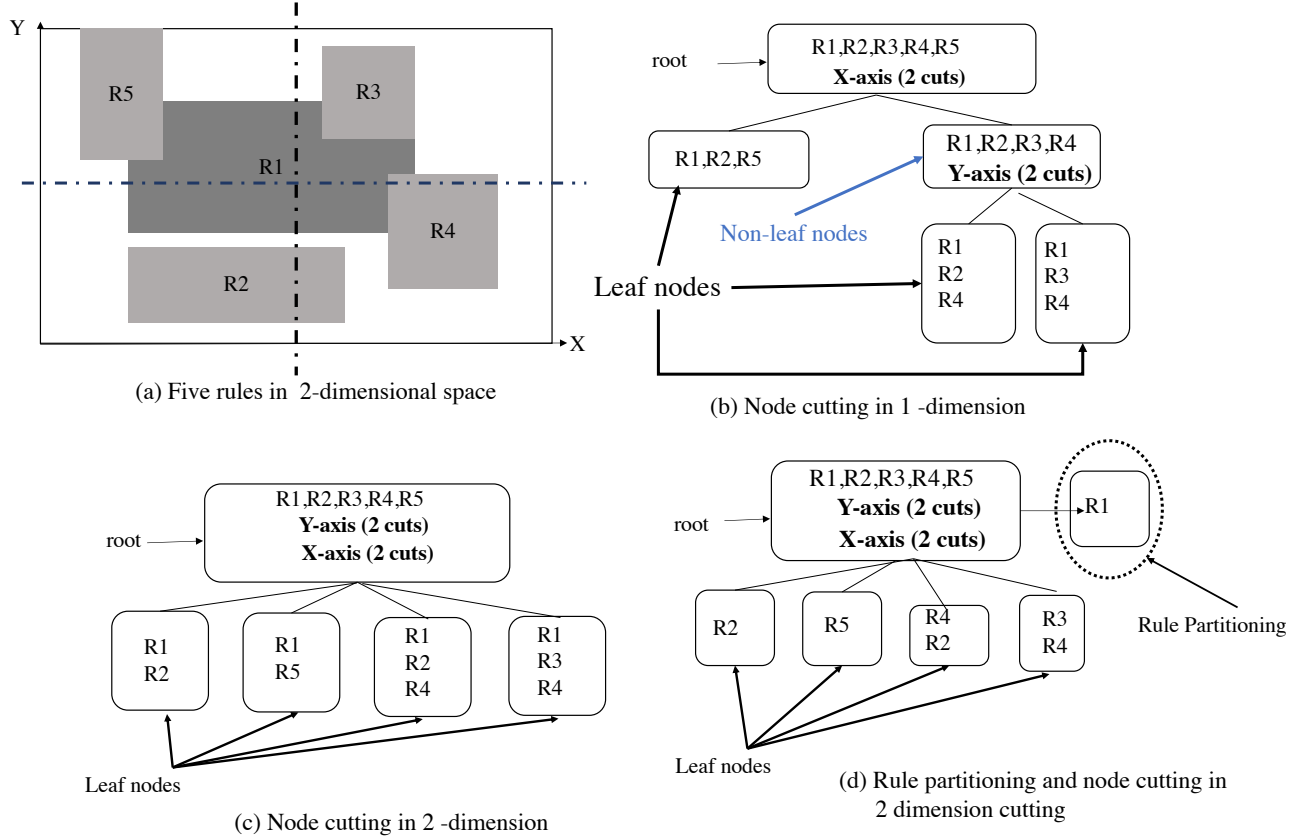 Y
R5
R3
R1
R4
R2
X
(a) Five rules in 2-dimensional space
R1,R2,R3,R4,R5
X-axis (2 cuts)
root
R1,R2,R5
R1,R2,R3,R4
Y-axis (2 cuts)
Non-leaf nodes
Leaf nodes
R1
R2
R4
R1
R3
R4
(b) Node cutting in 1 -dimension
R1,R2,R3,R4,R5
Y-axis (2 cuts)
X-axis (2 cuts)
root
R1
R2
R1
R5
R1
R2
R4
R1
R3
R4
Leaf nodes
(c) Node cutting in 2 -dimension
R1,R2,R3,R4,R5
Y-axis (2 cuts)
X-axis (2 cuts)
root
R1
R2
R5
R4
R2
R3
R4
Rule Partitioning
Leaf nodes
(d) Rule partitioning and node cutting in
2 dimension cutting